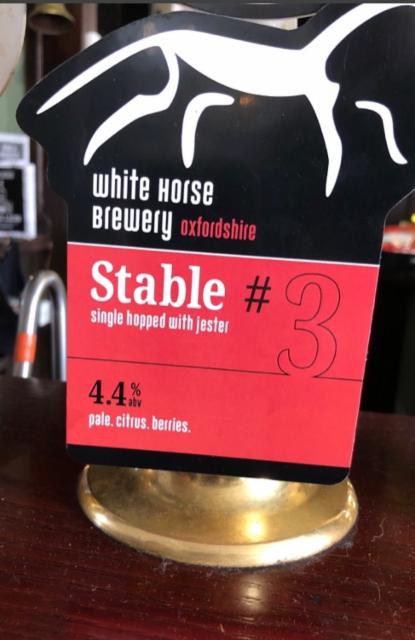 white Horse
Brewery oxfordshire
Stable #3
single hopped with jester
4.4% abv
pale. citrus. berries.